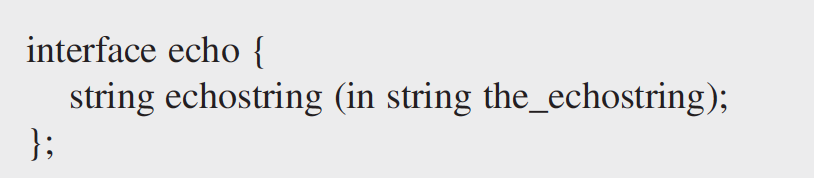 interface echo {
string echostring (in string the_echostring);
};